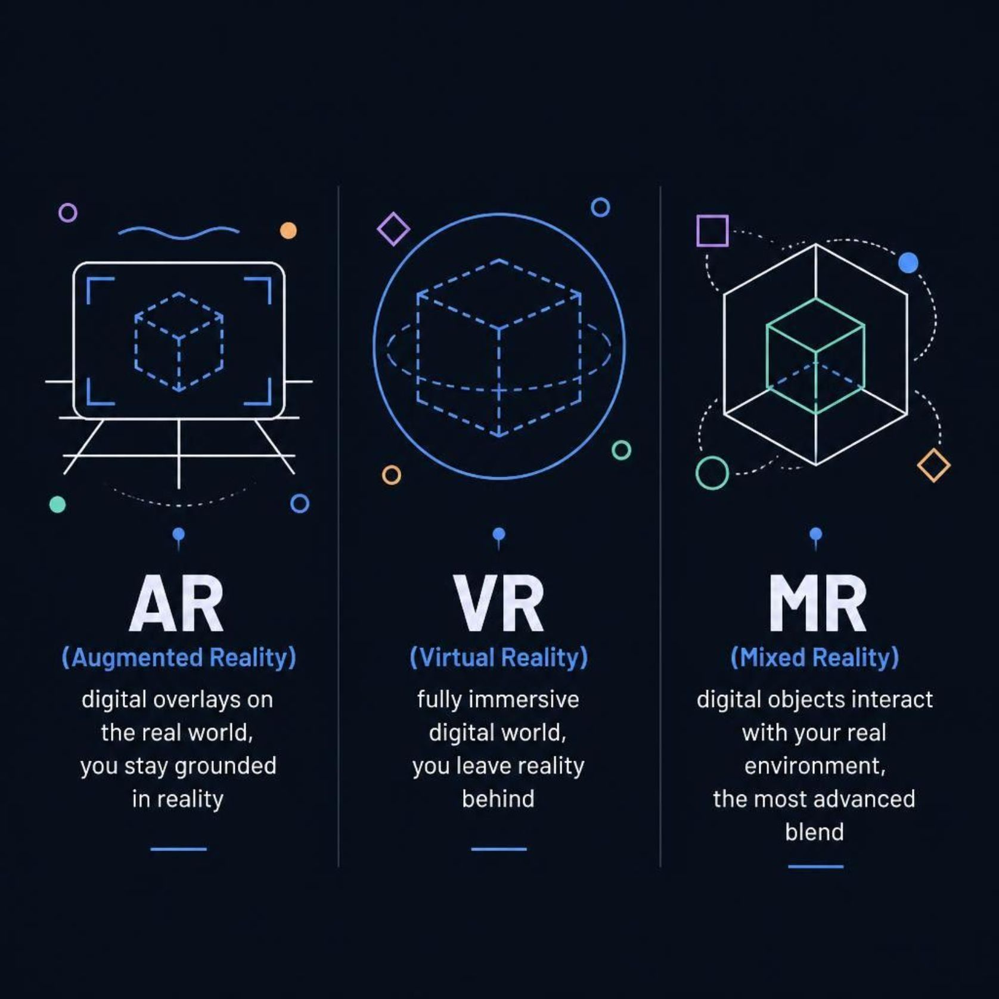 AR
(Augmented Reality)
digital overlays on
the real world,
you stay grounded
in reality
VR
(Virtual Reality)
fully immersive
digital world,
you leave reality
behind
MR
(Mixed Reality)
digital objects interact
with your real
environment,
the most advanced
blend